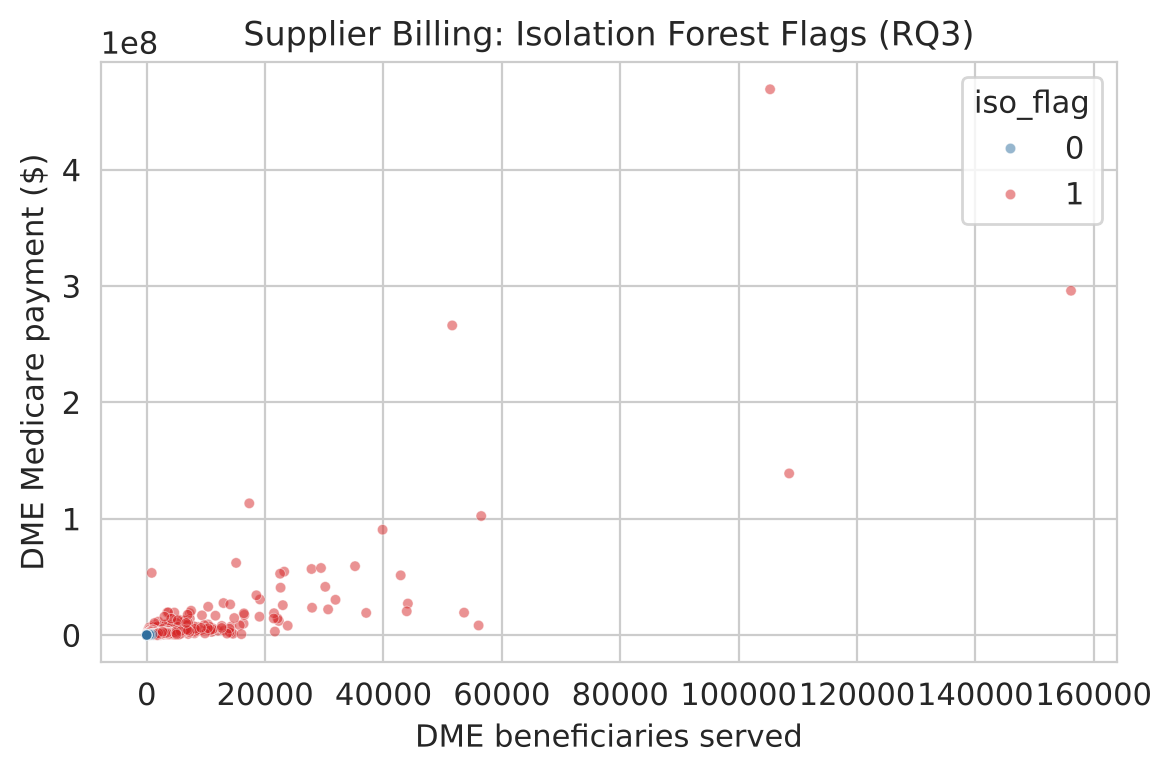 Supplier Billing: Isolation Forest Flags (RQ3)
1e8
iso_flag
0
1
DME Medicare payment ($)
4
3
2
1
0
0 20000 40000 60000 80000 100000 120000 140000 160000
DME beneficiaries served